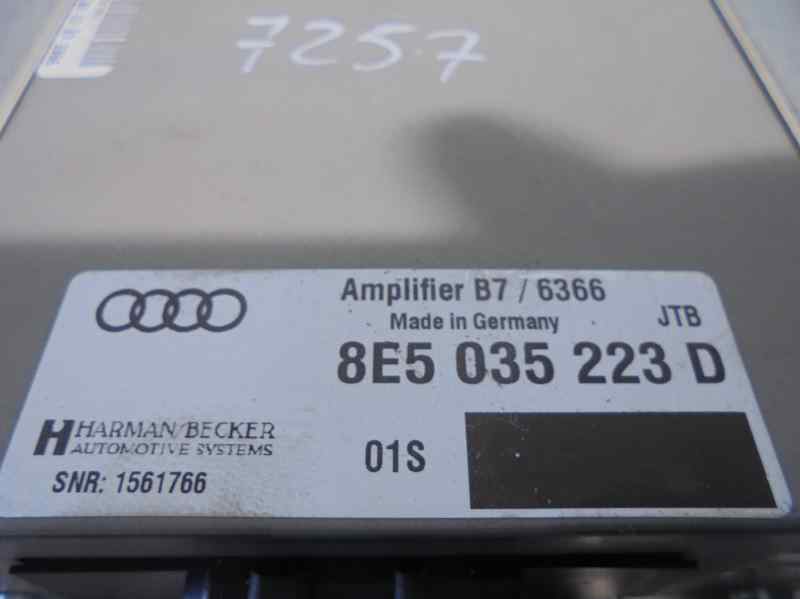 7257
Amplifier B7 / 6366
Made in Germany
JTB
8E5 035 223 D
HARMAN/BECKER
AUTOMOTIVE SYSTEMS
01S
SNR: 1561766